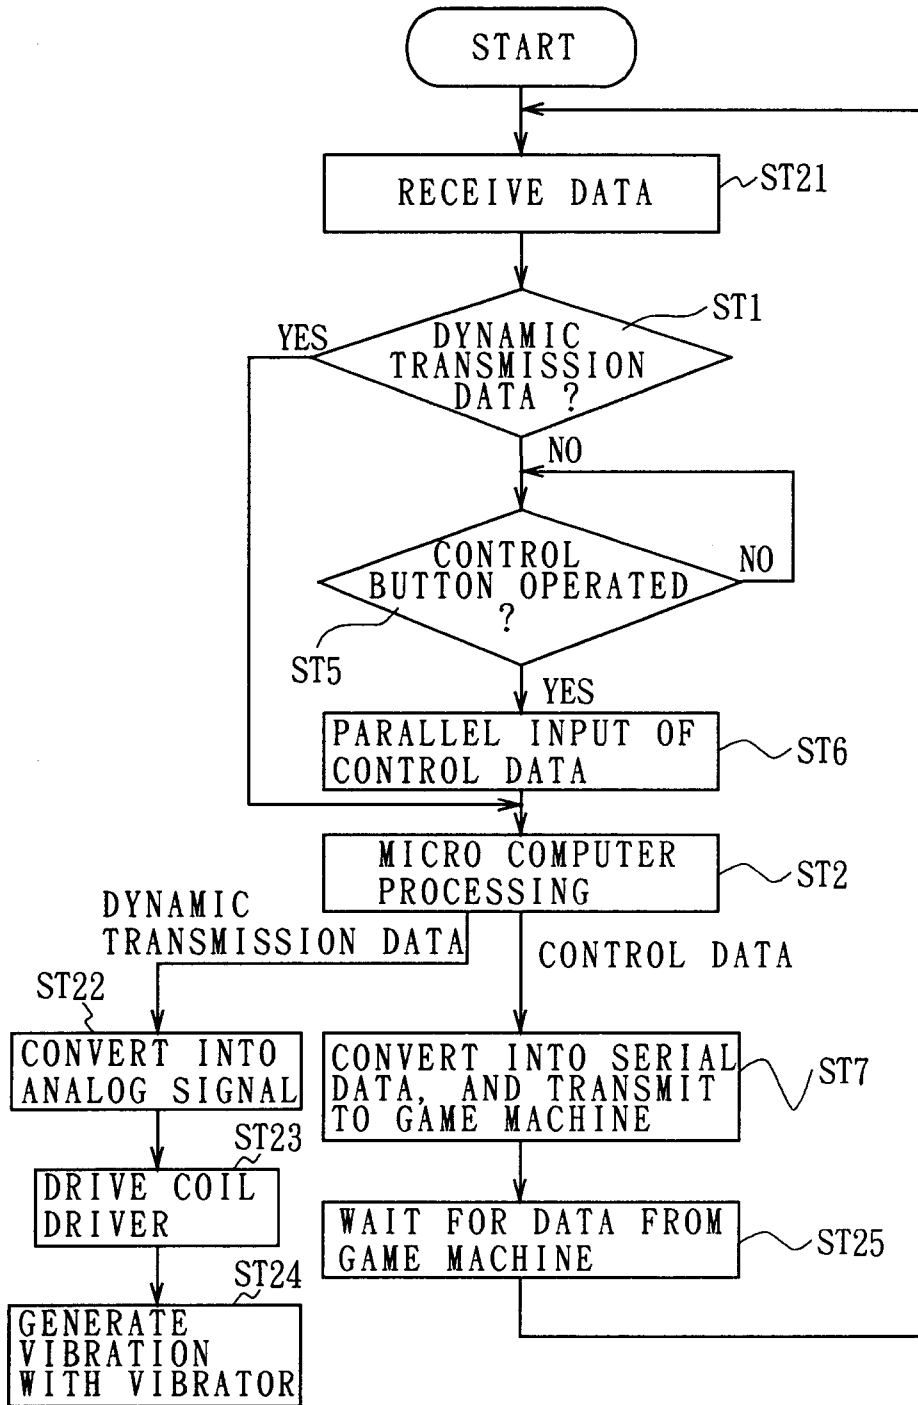 START
RECEIVE DATA
ST21
ST1
YES
DYNAMIC
TRANSMISSION
DATA ?
NO
CONTROL
BUTTON OPERATED
?
NO
ST5
YES
PARALLEL INPUT OF
CONTROL DATA
ST6
MICRO COMPUTER
PROCESSING
ST2
DYNAMIC
TRANSMISSION DATA
CONTROL DATA
ST22
CONVERT INTO
ANALOG SIGNAL
CONVERT INTO SERIAL
DATA, AND TRANSMIT
TO GAME MACHINE
ST7
ST23
DRIVE COIL
DRIVER
WAIT FOR DATA FROM
GAME MACHINE
ST25
ST24
GENERATE
VIBRATION
WITH VIBRATOR